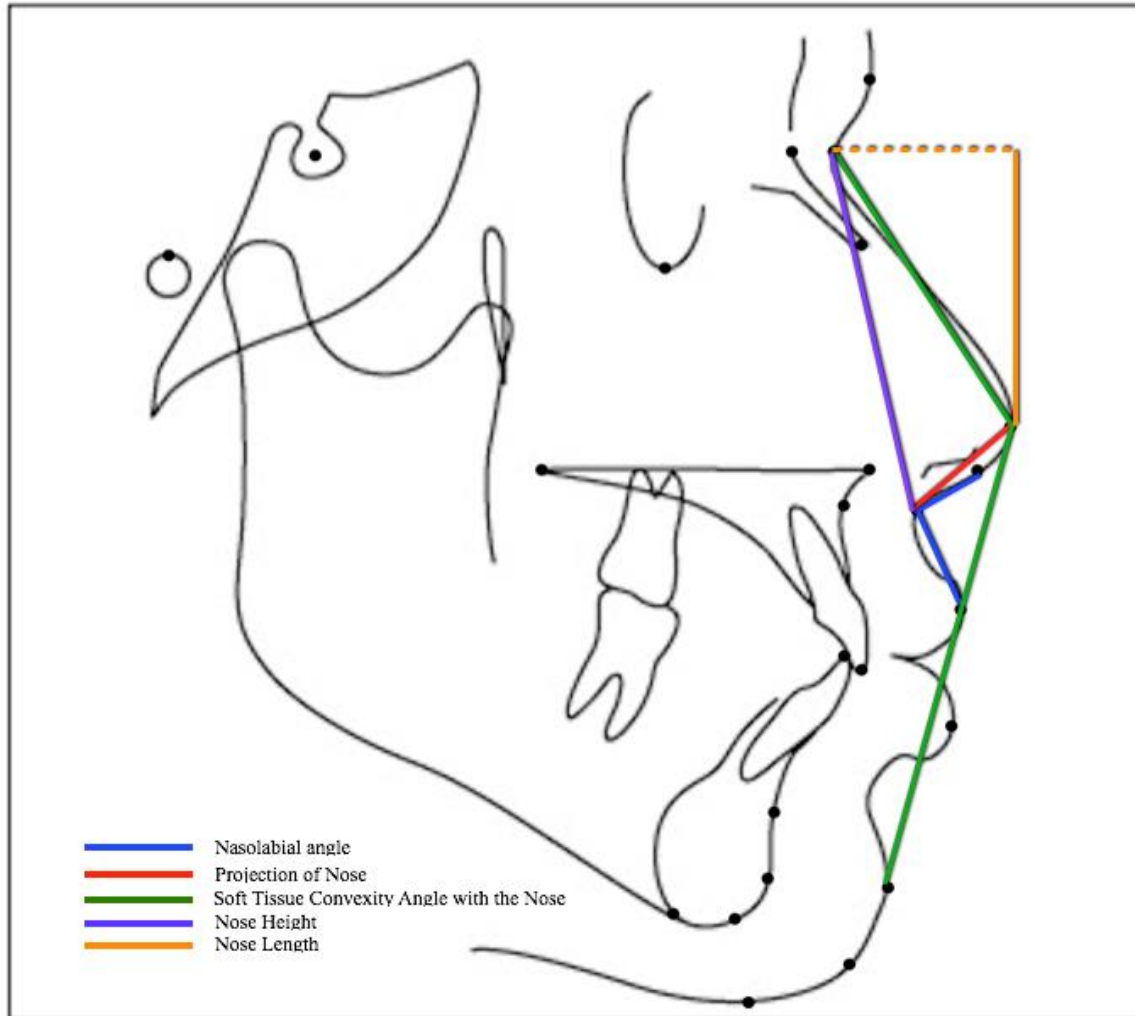 Nasolabial angle
Projection of Nose
Soft Tissue Convexity Angle with the Nose
Nose Height
Nose Length